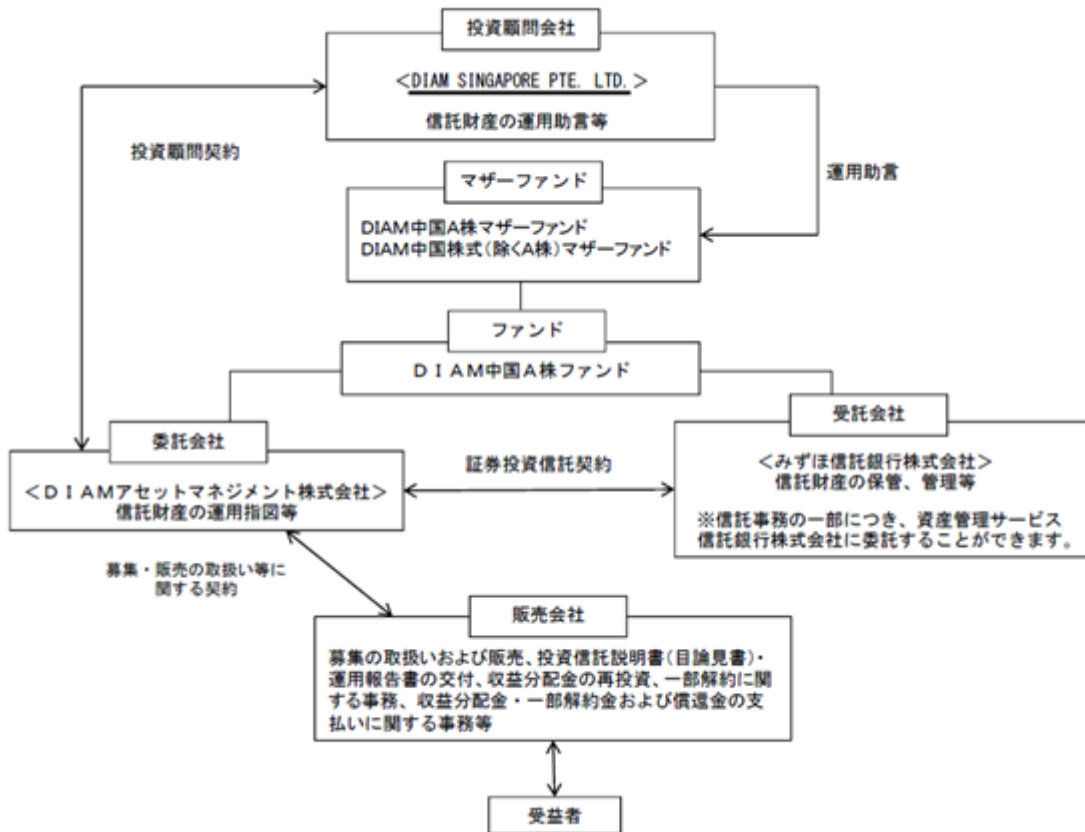 投資顧問会社
<DIAM SINGAPORE PTE. LTD.>
信託財産の運用助言等
投資顧問契約
運用助言
マザーファンド
DIAM中国A株マザーファンド
DIAM中国株式(除くA株)マザーファンド
ファンド
DIAM中国A株ファンド
委託会社
<DIAMアセットマネジメント株式会社>
信託財産の運用指図等
証券投資信託契約
受託会社
<みずほ信託銀行株式会社>
信託財産の保管、管理等
※信託事務の一部につき、資産管理サービス
信託銀行株式会社に委託することができます。
募集・販売の取扱い等に
関する契約
販売会社
募集の取扱いおよび販売、投資信託説明書(目論見書)・
運用報告書の交付、収益分配金の再投資、一部解約に関
する事務、収益分配金・一部解約金および償還金の支
払いに関する事務等
受益者